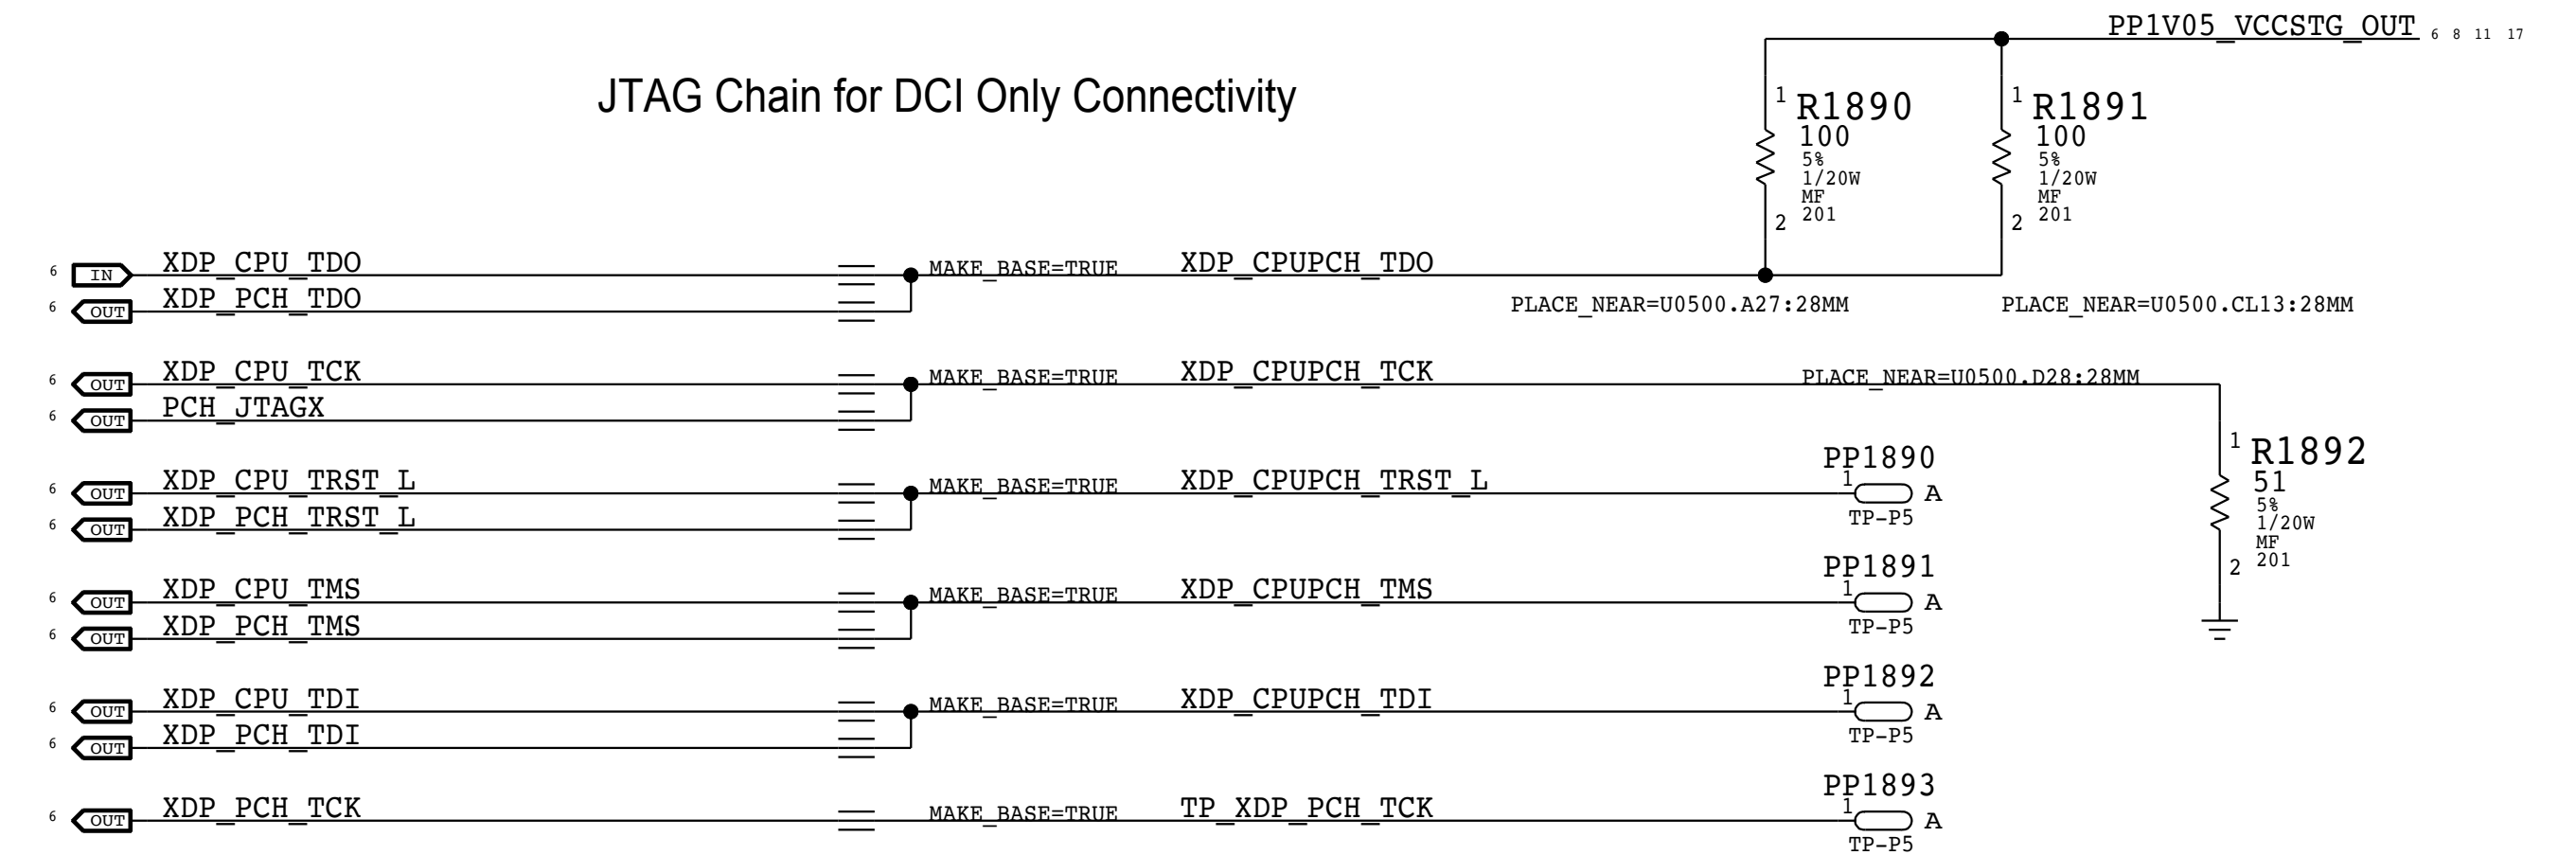 PP1V05_VCCSTG_OUT 6 8 11 17
JTAG Chain for DCI Only Connectivity
1 R1890
100
5%
1/20W
MF
201
2
1 R1891
100
5%
1/20W
MF
201
2
6 IN XDP_CPU_TDO MAKE_BASE=TRUE XDP_CPUPCH_TDO
6 OUT XDP_PCH_TDO
PLACE_NEAR=U0500.A27:28MM PLACE_NEAR=U0500.CL13:28MM
6 OUT XDP_CPU_TCK MAKE_BASE=TRUE XDP_CPUPCH_TCK PLACE_NEAR=U0500.D28:28MM
6 OUT PCH_JTAGX
1 R1892
51
5%
1/20W
MF
201
2
PP1890
6 OUT XDP_CPU_TRST_L MAKE_BASE=TRUE XDP_CPUPCH_TRST_L 1 A
TP-P5
6 OUT XDP_PCH_TRST_L
PP1891
6 OUT XDP_CPU_TMS MAKE_BASE=TRUE XDP_CPUPCH_TMS 1 A
TP-P5
6 OUT XDP_PCH_TMS
PP1892
6 OUT XDP_CPU_TDI MAKE_BASE=TRUE XDP_CPUPCH_TDI 1 A
TP-P5
6 OUT XDP_PCH_TDI
PP1893
6 OUT XDP_PCH_TCK MAKE_BASE=TRUE TP_XDP_PCH_TCK 1 A
TP-P5